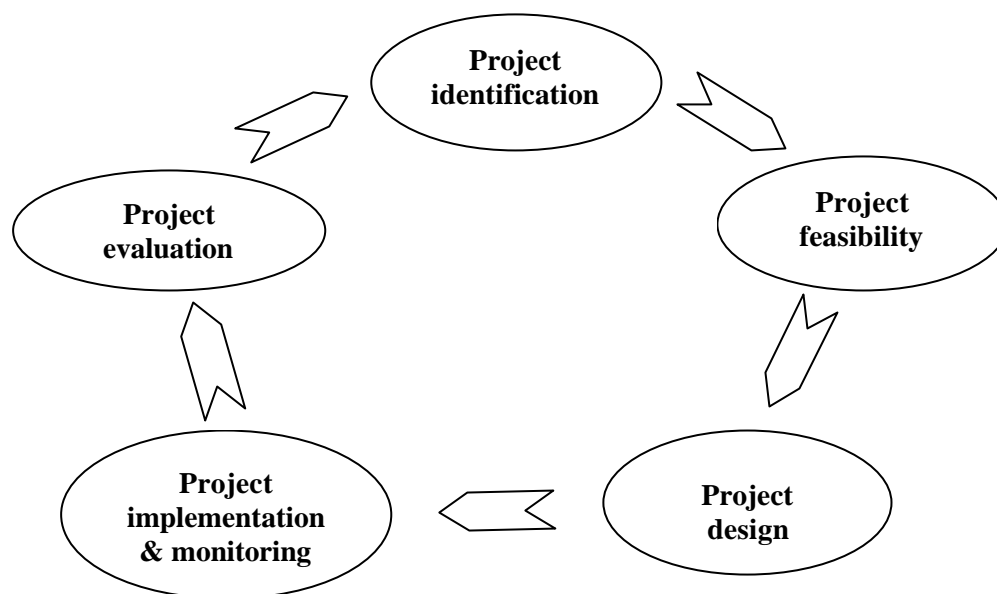 Project
identification
Project
feasibility
Project
design
Project
implementation
& monitoring
Project
evaluation